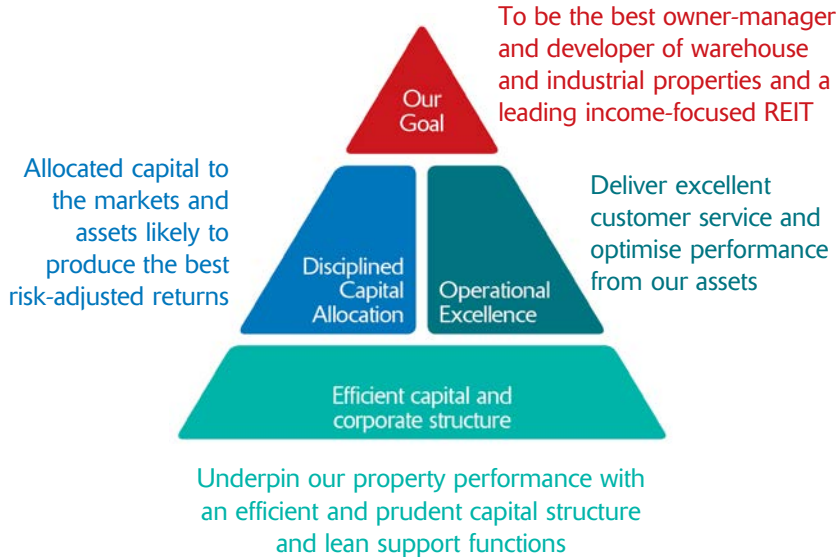 To be the best owner-manager
and developer of warehouse
and industrial properties and a
leading income-focused REIT
Our
Goal
Allocated capital to
the markets and
assets likely to
produce the best
risk-adjusted returns
Disciplined
Capital
Allocation
Operational
Excellence
Deliver excellent
customer service and
optimise performance
from our assets
Efficient capital and
corporate structure
Underpin our property performance with
an efficient and prudent capital structure
and lean support functions